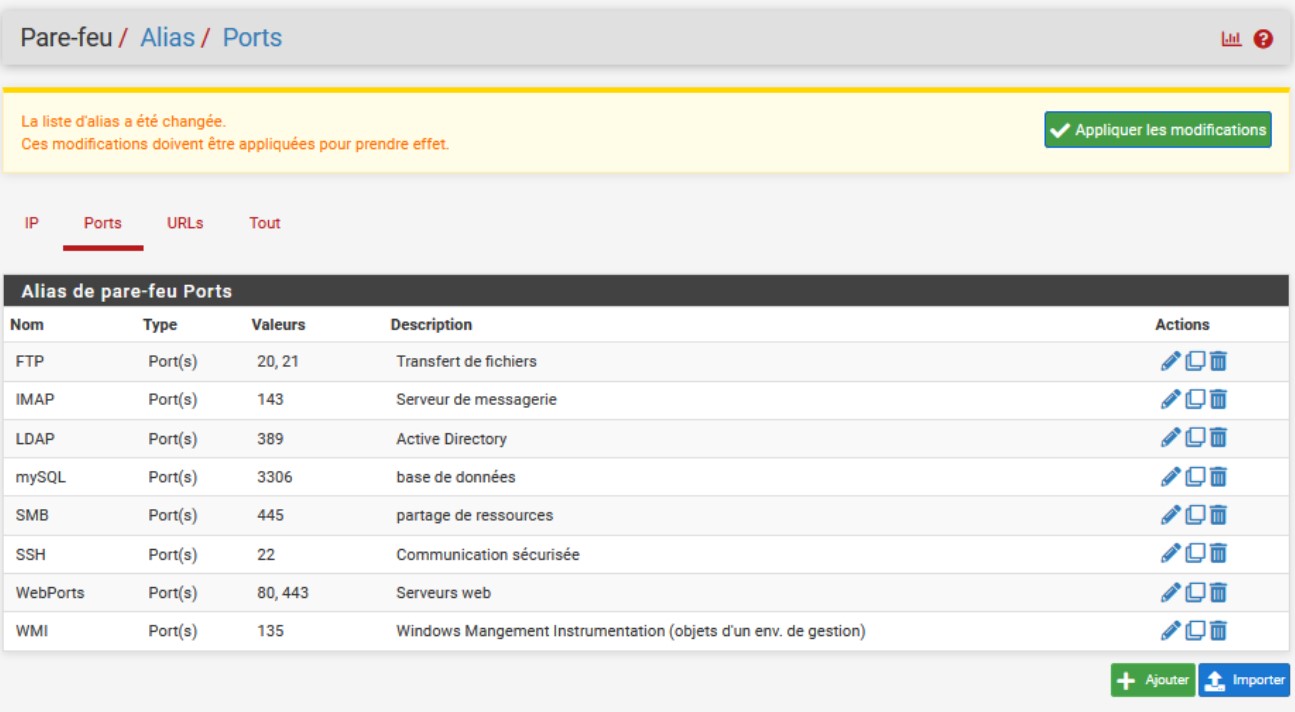 Pare-feu / Alias / Ports
La liste d'alias a été changée.
Ces modifications doivent être appliquées pour prendre effet.
Appliquer les modifications
IP Ports URLs Tout
Alias de pare-feu Ports
Nom Type Valeurs Description Actions
FTP Port(s) 20, 21 Transfert de fichiers
IMAP Port(s) 143 Serveur de messagerie
LDAP Port(s) 389 Active Directory
mySQL Port(s) 3306 base de données
SMB Port(s) 445 partage de ressources
SSH Port(s) 22 Communication sécurisée
WebPorts Port(s) 80, 443 Serveurs web
WMI Port(s) 135 Windows Mangement Instrumentation (objets d'un env. de gestion)
Ajouter Importer